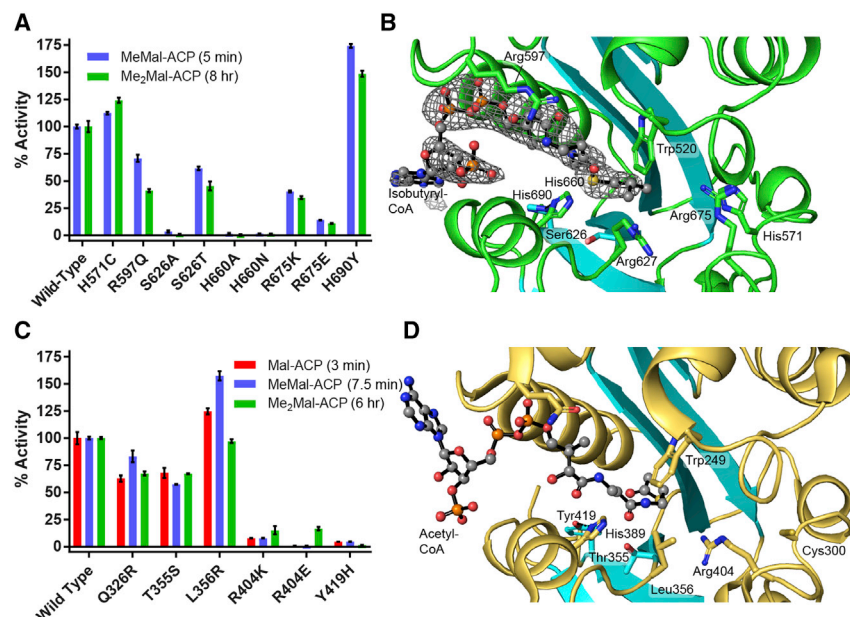 A
MeMal-ACP (5 min)
Me₂Mal-ACP (8 hr)
% Activity
175
150
125
100
75
50
25
0
Wild-Type
H571C
R597Q
S626A
S626T
H660A
H660N
R675K
R675E
H690Y
B
Arg597
Trp520
Isobutyryl-
CoA
His660
His690
Arg675
Ser626
His571
Arg627
C
Mal-ACP (3 min)
MeMal-ACP (7.5 min)
Me₂Mal-ACP (6 hr)
% Activity
175
150
125
100
75
50
25
0
Wild Type
Q326R
T355S
L356R
R404K
R404E
Y419H
D
Trp249
Acetyl-
CoA
Tyr419
His389
Thr355
Cys300
Arg404
Leu356